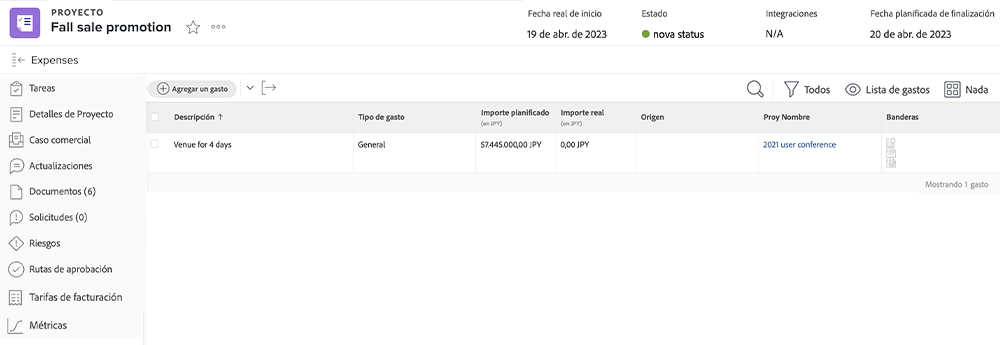 PROYECTO
Fall sale promotion
Fecha real de inicio
19 de abr. de 2023
Estado
nova status
Integraciones
N/A
Fecha planificada de finalización
20 de abr. de 2023
Expenses
Tareas
Detalles de Proyecto
Caso comercial
Actualizaciones
Documentos (6)
Solicitudes (0)
Riesgos
Rutas de aprobación
Tarifas de facturación
Métricas
Agregar un gasto
Todos
Lista de gastos
Nada
Descripción ↑
Tipo de gasto
Importe planificado
(en JPY)
Importe real
(en JPY)
Origen
Proy Nombre
Banderas
Venue for 4 days
General
57.445.000,00 JPY
0,00 JPY
2021 user conference
Mostrando 1 gasto